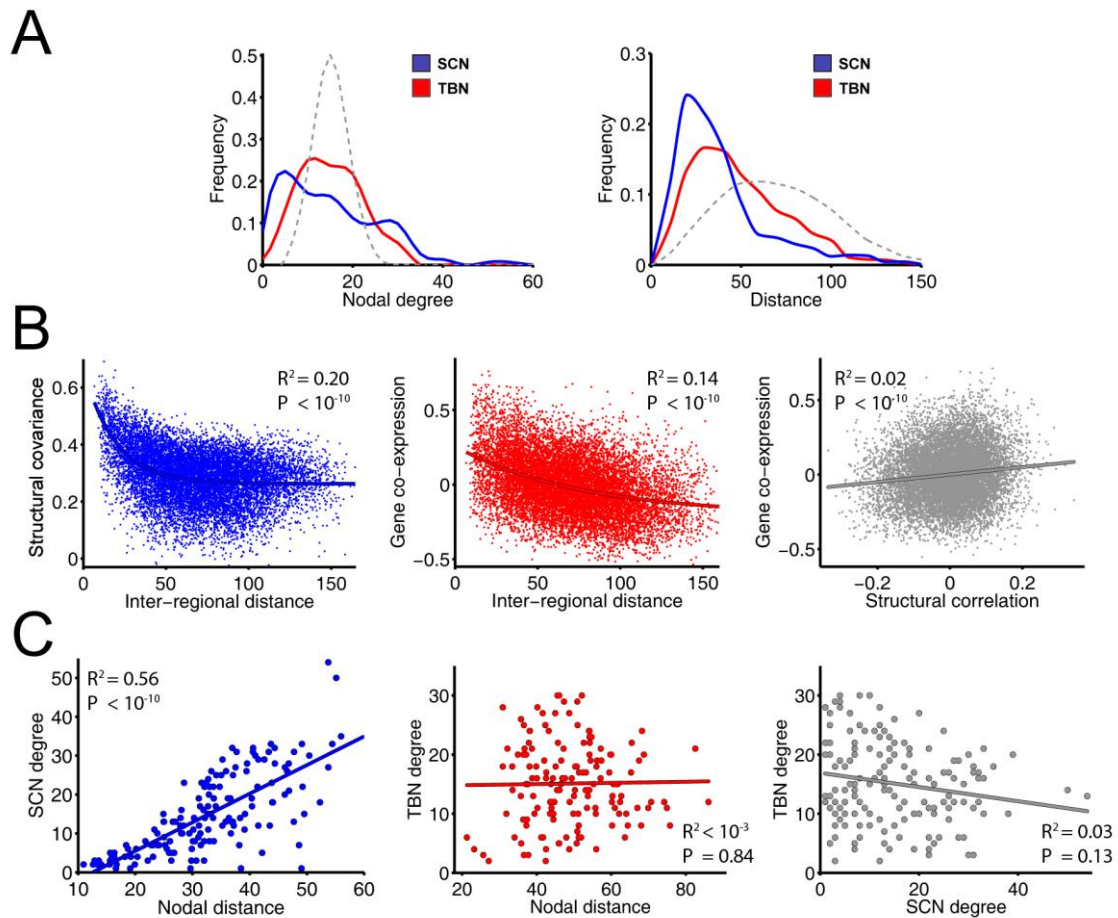 A
0.5
0.4
0.3
0.2
0.1
0
Frequency
0
20
40
60
Nodal degree
SCN
TBN
0.3
0.2
0.1
0
Frequency
0
50
100
150
Distance
SCN
TBN
B
0.6
0.4
0.2
0
Structural covariance
0
50
100
150
Inter−regional distance
R² = 0.20
P < 10⁻¹⁰
0.5
0
−0.5
Gene co-expression
0
50
100
150
Inter−regional distance
R² = 0.14
P < 10⁻¹⁰
0.5
0
−0.5
Gene co-expression
−0.2
0
0.2
Structural correlation
R² = 0.02
P < 10⁻¹⁰
C
50
40
30
20
10
0
SCN degree
10
20
30
40
50
60
Nodal distance
R² = 0.56
P < 10⁻¹⁰
30
20
10
0
TBN degree
20
40
60
80
Nodal distance
R² < 10⁻³
P = 0.84
30
20
10
0
TBN degree
0
20
40
SCN degree
R² = 0.03
P = 0.13